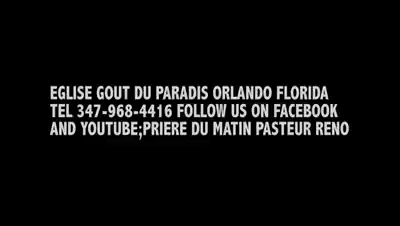 EGLISE GOUT DU PARADIS ORLANDO FLORIDA
TEL 347-968-4416 FOLLOW US ON FACEBOOK
AND YOUTUBE;PRIERE DU MATIN PASTEUR RENO